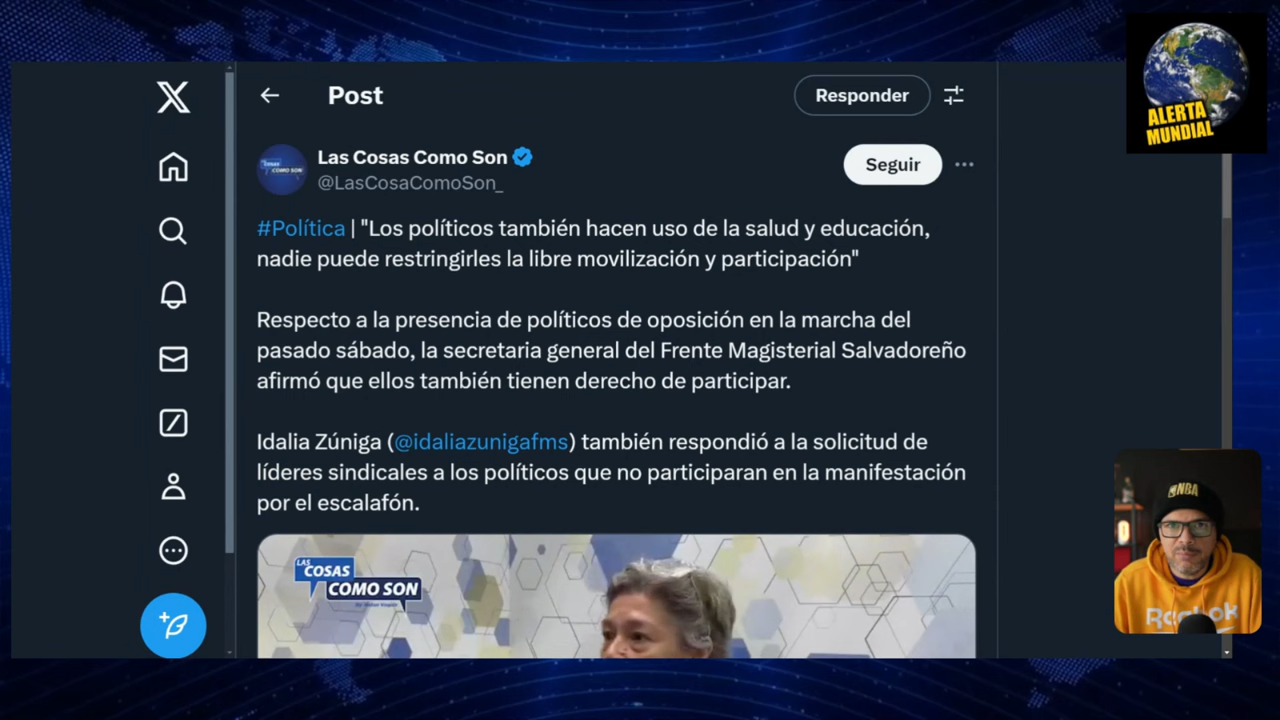 Post
Responder
ALERTA
MUNDIAL
Las Cosas Como Son
@LasCosaComoSon_
Seguir
#Política | "Los políticos también hacen uso de la salud y educación,
nadie puede restringirles la libre movilización y participación"
Respecto a la presencia de políticos de oposición en la marcha del
pasado sábado, la secretaria general del Frente Magisterial Salvadoreño
afirmó que ellos también tienen derecho de participar.
Idalia Zúniga (@idaliazunigafms) también respondió a la solicitud de
líderes sindicales a los políticos que no participaran en la manifestación
por el escalafón.
NBA
LAS
COSAS
COMO SON